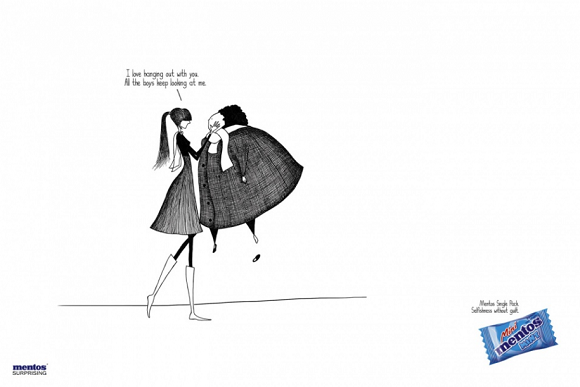 I love hanging out with you.
All the boys keep looking at me.
Mentos Single Pack.
Selfishness without guilt.
Mini
mentos
mentos
SURPRISING